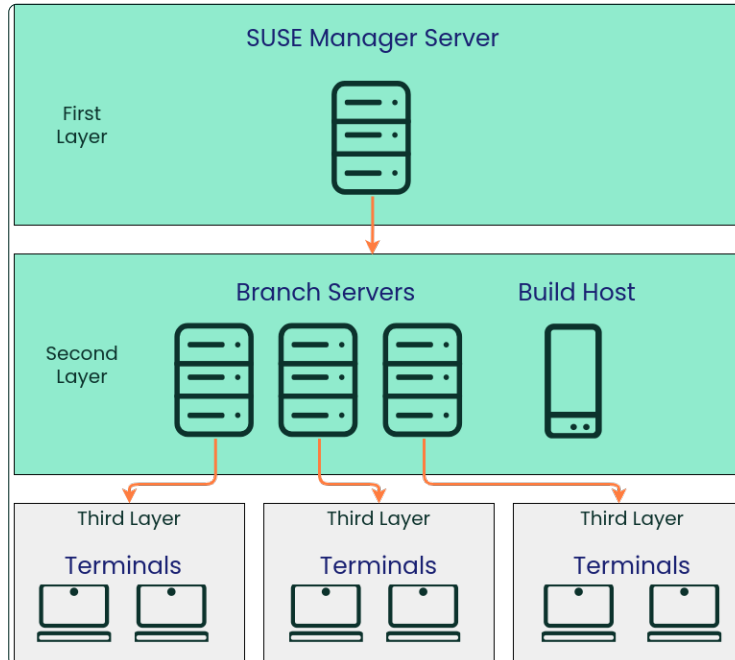 SUSE Manager Server
First
Layer
Branch Servers
Build Host
Second
Layer
Third Layer
Terminals
Third Layer
Terminals
Third Layer
Terminals